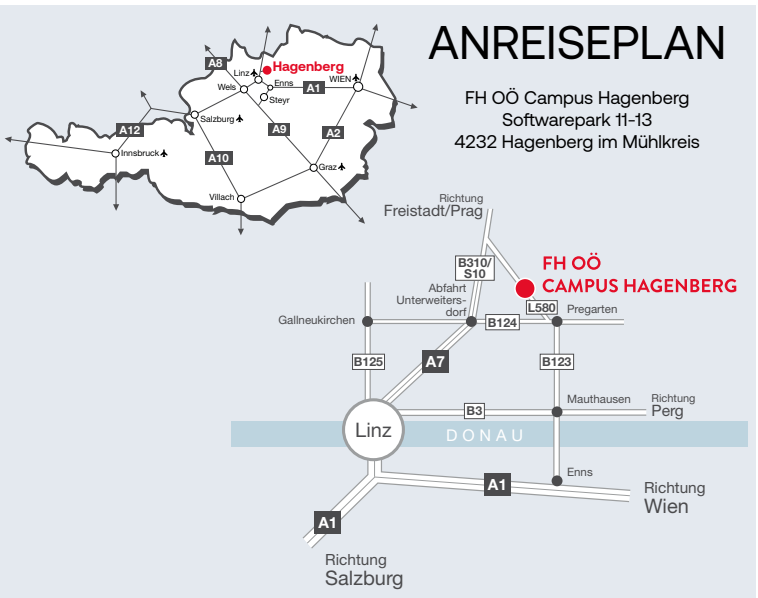 ANREISEPLAN
FH OÖ Campus Hagenberg
Softwarepark 11-13
4232 Hagenberg im Mühlkreis
A8
Linz
Hagenberg
Wels
Enns
A1
WIEN
Steyr
Salzburg
A12
A9
A2
Innsbruck
A10
Graz
Villach
Richtung
Freistadt/Prag
B310/
S10
FH OÖ
CAMPUS HAGENBERG
Abfahrt
Unterweiters-
dorf
L580
Pregarten
Gallneukirchen
B124
B125
A7
B123
Mauthausen
Richtung
Perg
B3
Linz
DONAU
Enns
A1
Richtung
Wien
A1
Richtung
Salzburg